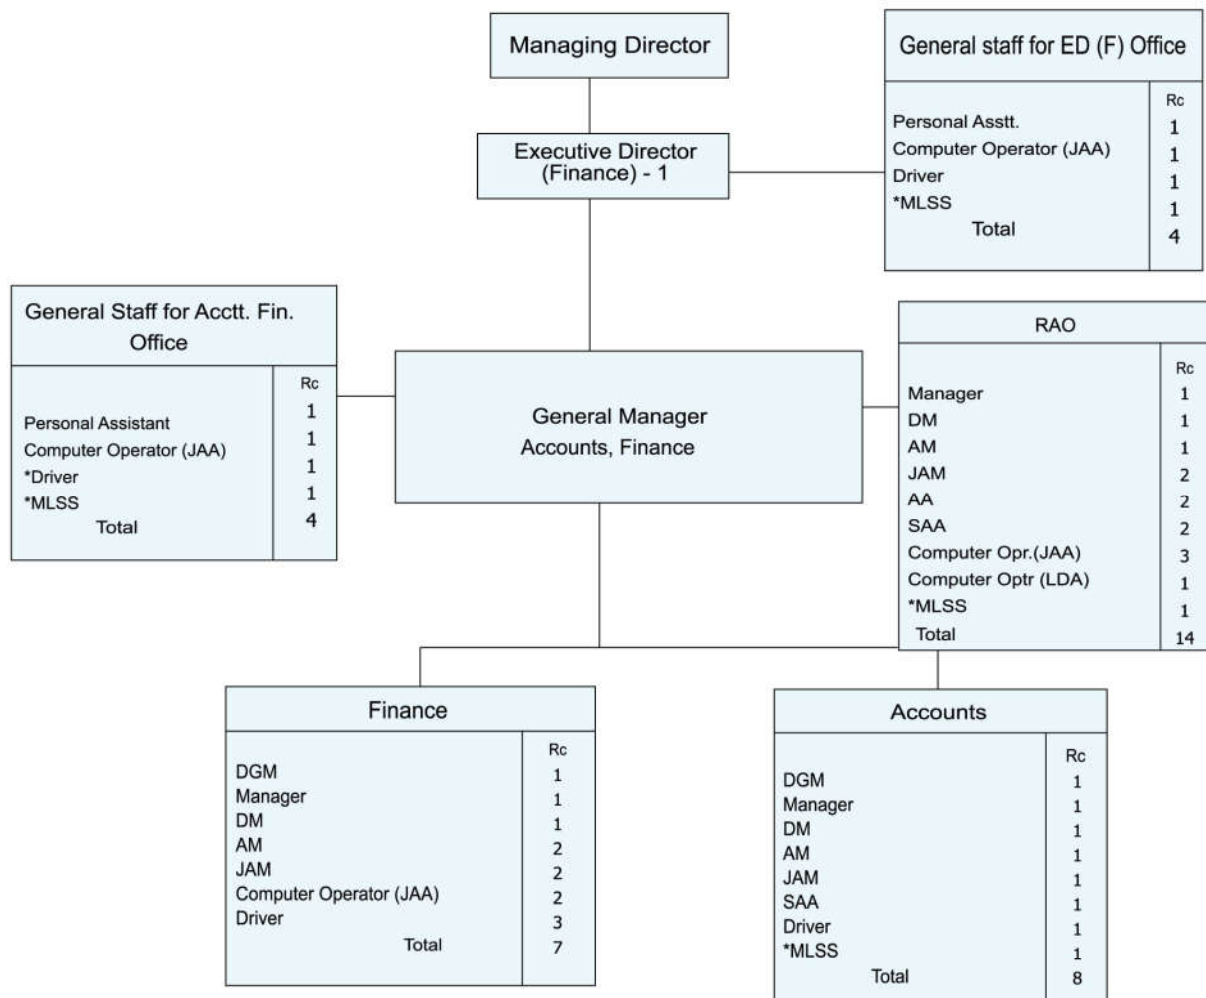 Managing Director
General staff for ED (F) Office
Rc
Personal Asstt. 1
Computer Operator (JAA) 1
Driver 1
*MLSS 1
Total 4
Executive Director
(Finance) - 1
General Staff for Acctt. Fin.
Office
Rc
Personal Assistant 1
Computer Operator (JAA) 1
*Driver 1
*MLSS 1
Total 4
General Manager
Accounts, Finance
RAO
Rc
Manager 1
DM 1
AM 1
JAM 2
AA 2
SAA 2
Computer Opr.(JAA) 3
Computer Optr (LDA) 1
*MLSS 1
Total 14
Finance
Rc
DGM 1
Manager 1
DM 1
AM 2
JAM 2
Computer Operator (JAA) 2
Driver 3
Total 7
Accounts
Rc
DGM 1
Manager 1
DM 1
AM 1
JAM 1
SAA 1
Driver 1
*MLSS 1
Total 8